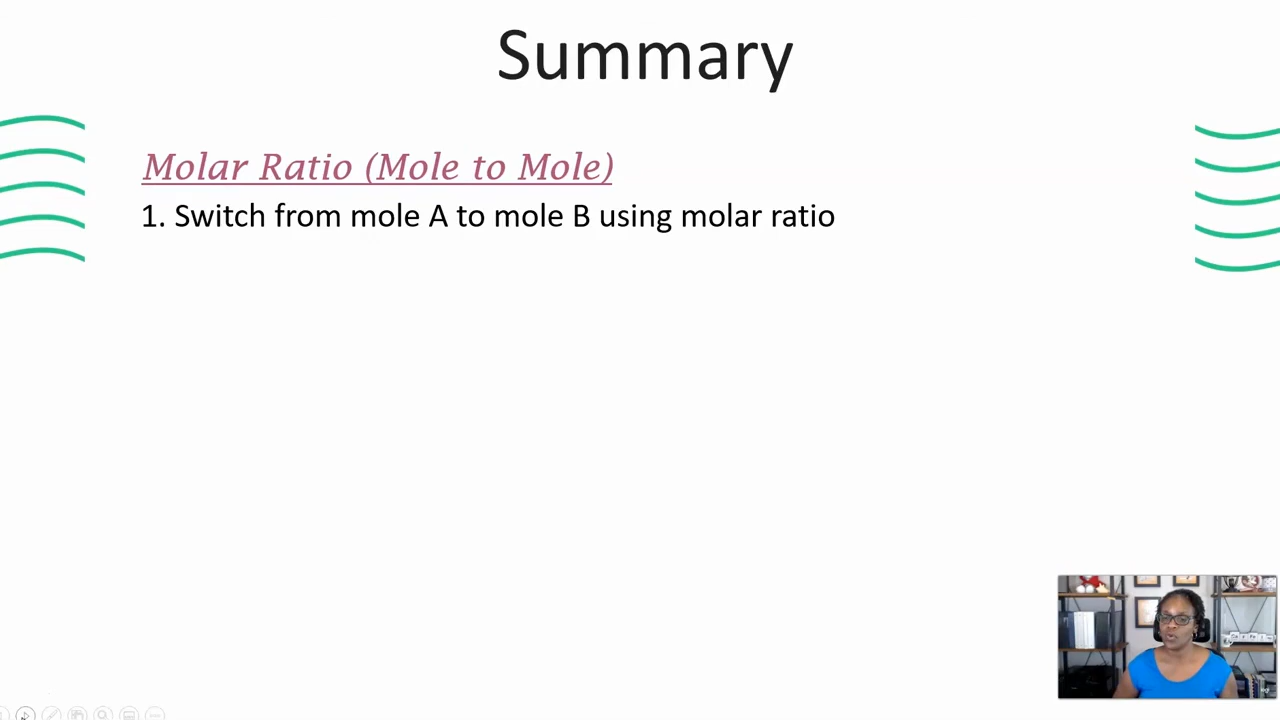 Summary
Molar Ratio (Mole to Mole)
1. Switch from mole A to mole B using molar ratio